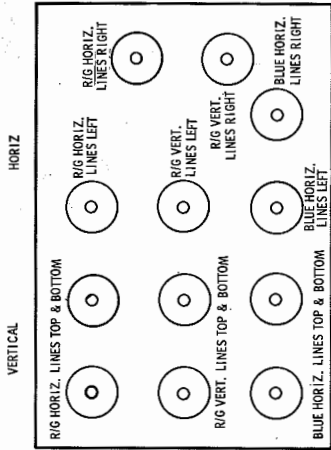 VERTICAL
HORIZ
R/G HORIZ. LINES TOP & BOTTOM
R/G HORIZ.
LINES LEFT
R/G HORIZ.
LINES RIGHT
R/G VERT. LINES TOP & BOTTOM
R/G VERT.
LINES LEFT
R/G VERT.
LINES RIGHT
BLUE HORIZ. LINES TOP & BOTTOM
BLUE HORIZ.
LINES LEFT
BLUE HORIZ.
LINES RIGHT